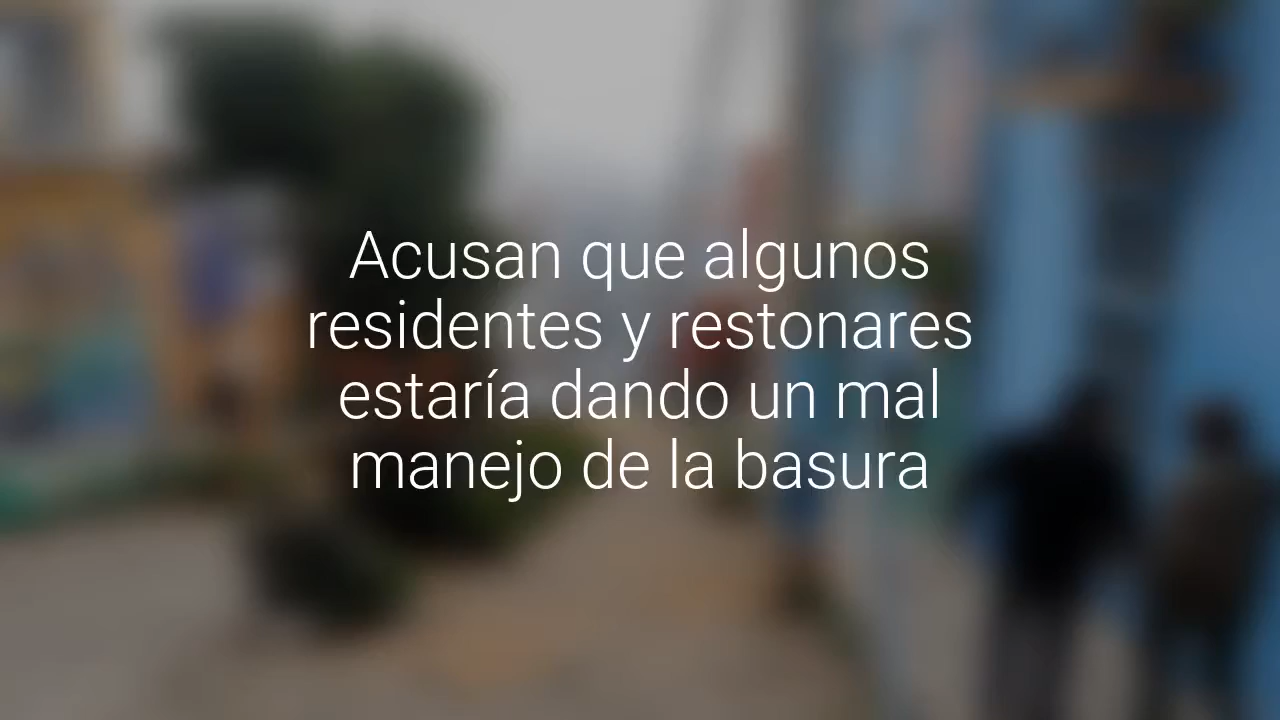 Acusan que algunos
residentes y restonares
estaría dando un mal
manejo de la basura